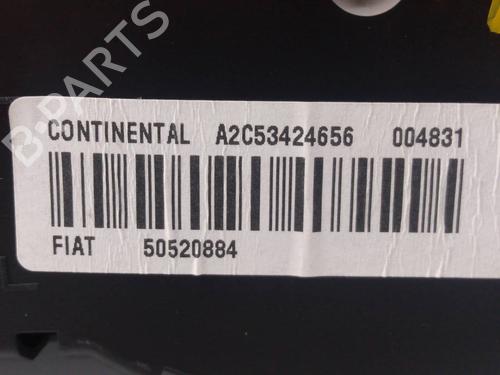 B-PARTS
CONTINENTAL A2C53424656 004831
FIAT 50520884